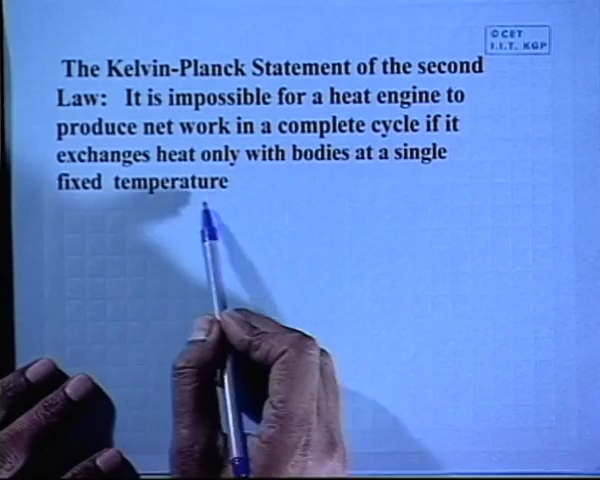 © CET
I.I.T. KGP
The Kelvin-Planck Statement of the second
Law: It is impossible for a heat engine to
produce net work in a complete cycle if it
exchanges heat only with bodies at a single
fixed temperature